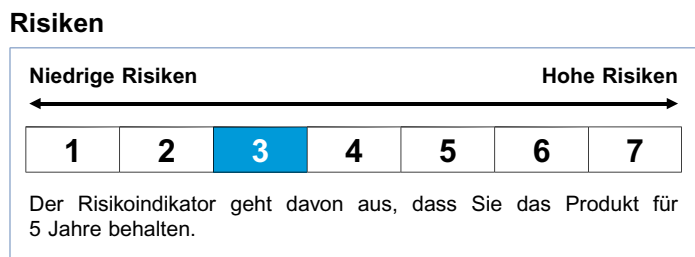 Risiken
Niedrige Risiken Hohe Risiken
1 2 3 4 5 6 7
Der Risikoindikator geht davon aus, dass Sie das Produkt für
5 Jahre behalten.